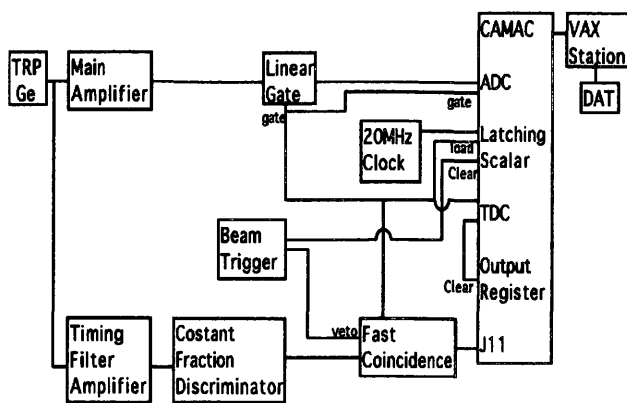 CAMAC
VAX
Station
DAT
TRP
Ge
Main
Amplifier
Linear
Gate
gate
ADC
gate
20MHz
Clock
Latching
load
Scalar
Clear
TDC
Beam
Trigger
Output
Register
Clear
Timing
Filter
Amplifier
Costant
Fraction
Discriminator
veto
Fast
Coincidence
J11